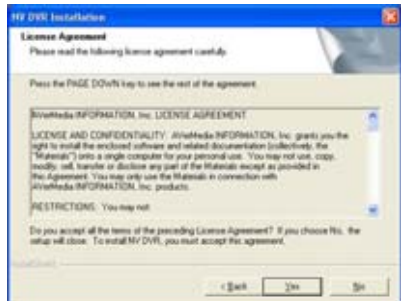 NV DVR Installation
License Agreement
Please read the following license agreement carefully.
Press the PAGE DOWN key to see the rest of the agreement.
AVerMedia INFORMATION, Inc. LICENSE AGREEMENT
LICENSE AND CONFIDENTIALITY: AVerMedia INFORMATION, Inc. grants you the
right to install the enclosed software and related documentation (collectively, the
"Materials") onto a single computer for your personal use. You may not use, copy,
modify, sell, transfer or disclose any part of the Materials except as provided in
this Agreement. You may only use the Materials in connection with
AVerMedia INFORMATION, Inc. products.
RESTRICTIONS: You may not:
Do you accept all the terms of the preceding License Agreement? If you choose No, the
setup will close. To install NV DVR, you must accept this agreement.
< Back Yes No